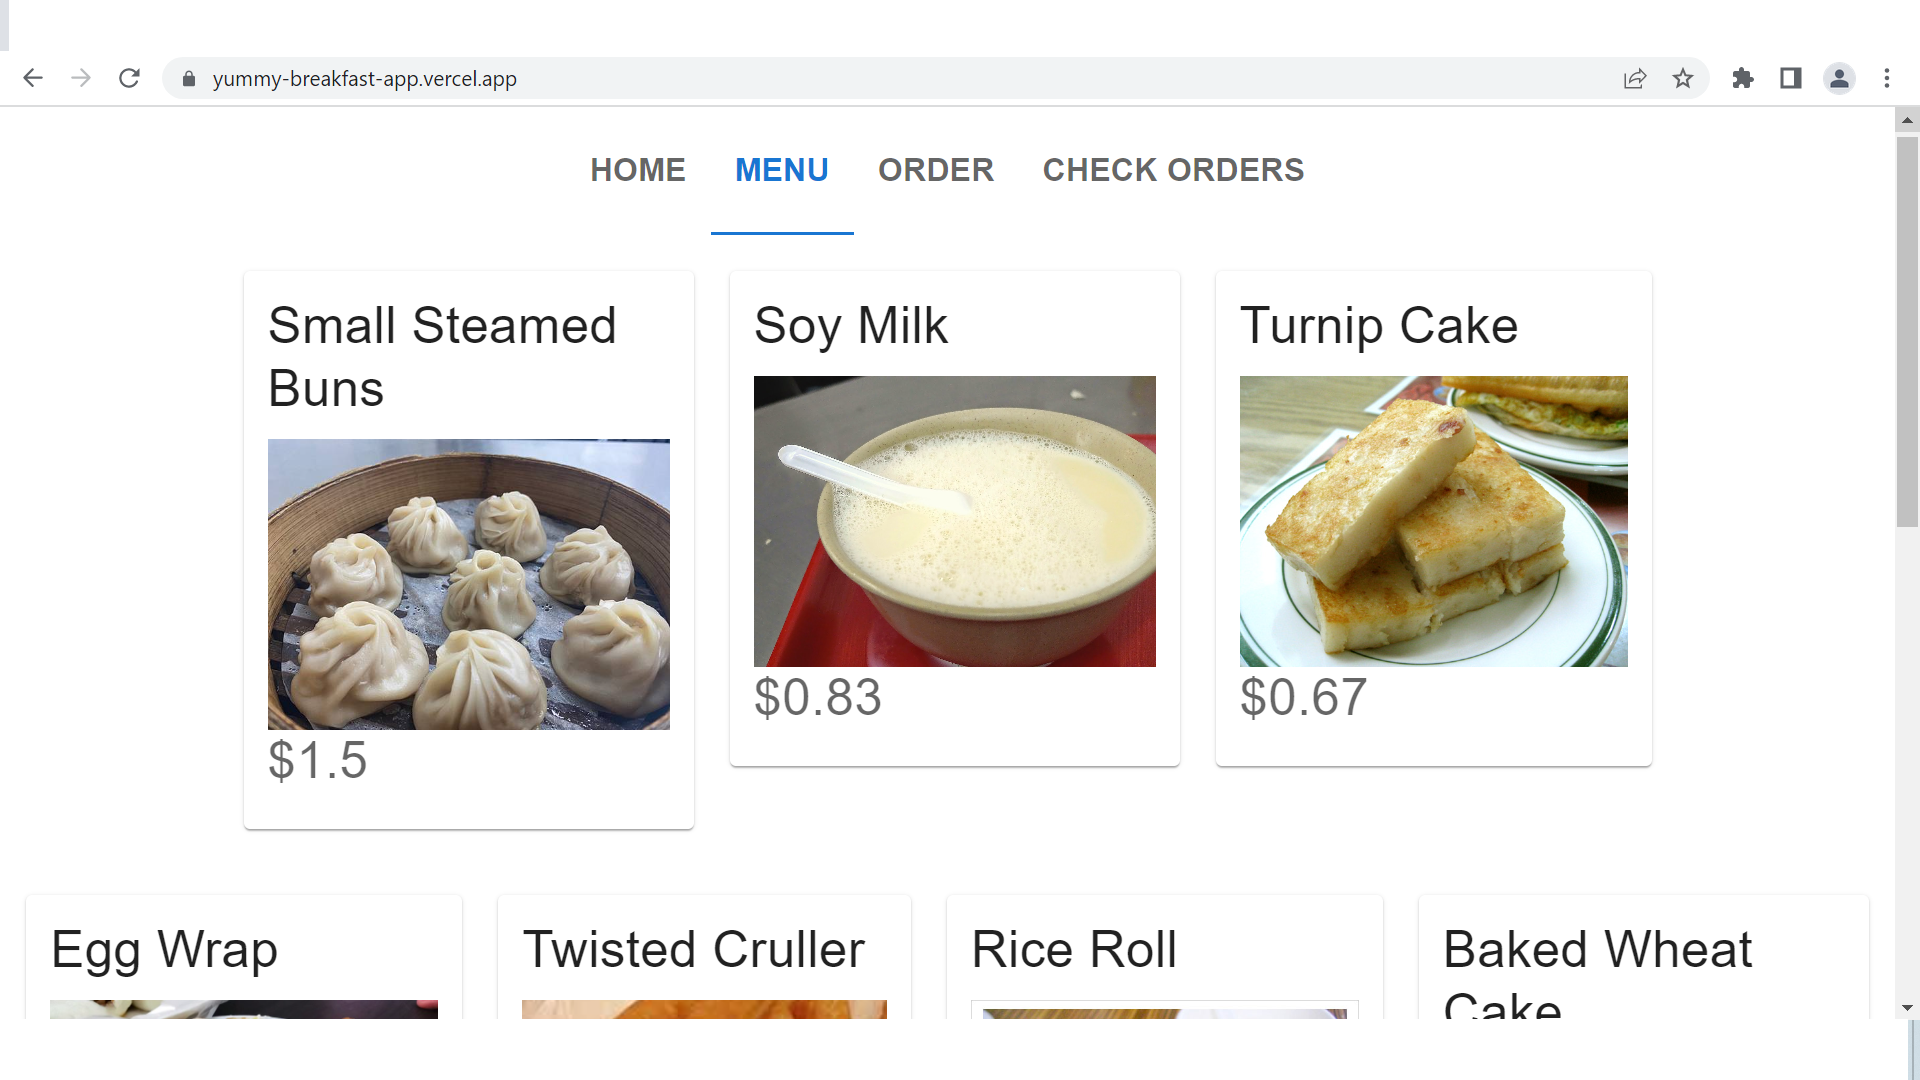 yummy-breakfast-app.vercel.app
HOME MENU ORDER CHECK ORDERS
Small Steamed
Buns
$1.5
Soy Milk
$0.83
Turnip Cake
$0.67
Egg Wrap
Twisted Cruller
Rice Roll
Baked Wheat
Cake